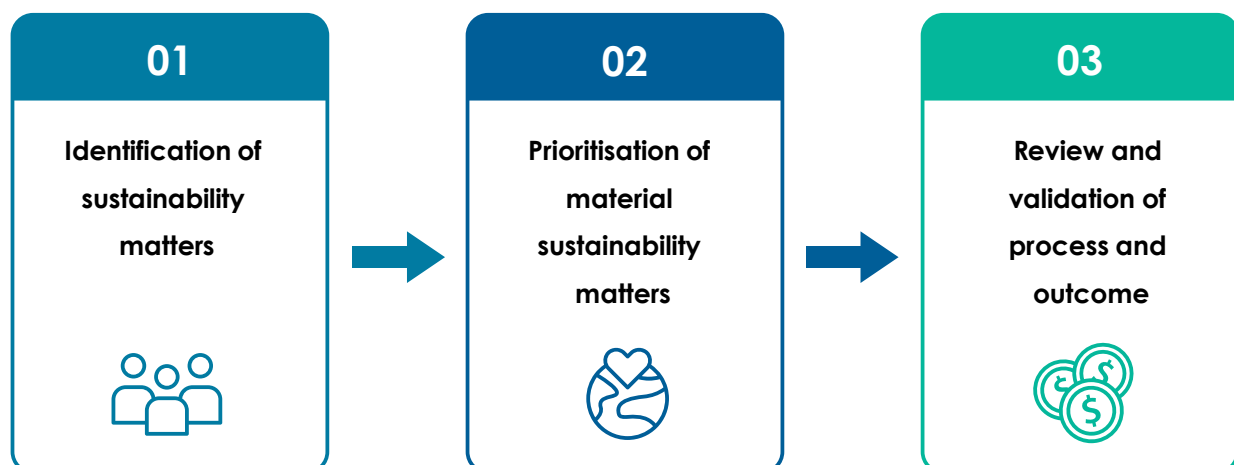 01
Identification of
sustainability
matters
02
Prioritisation of
material
sustainability
matters
03
Review and
validation of
process and
outcome
$
$
$